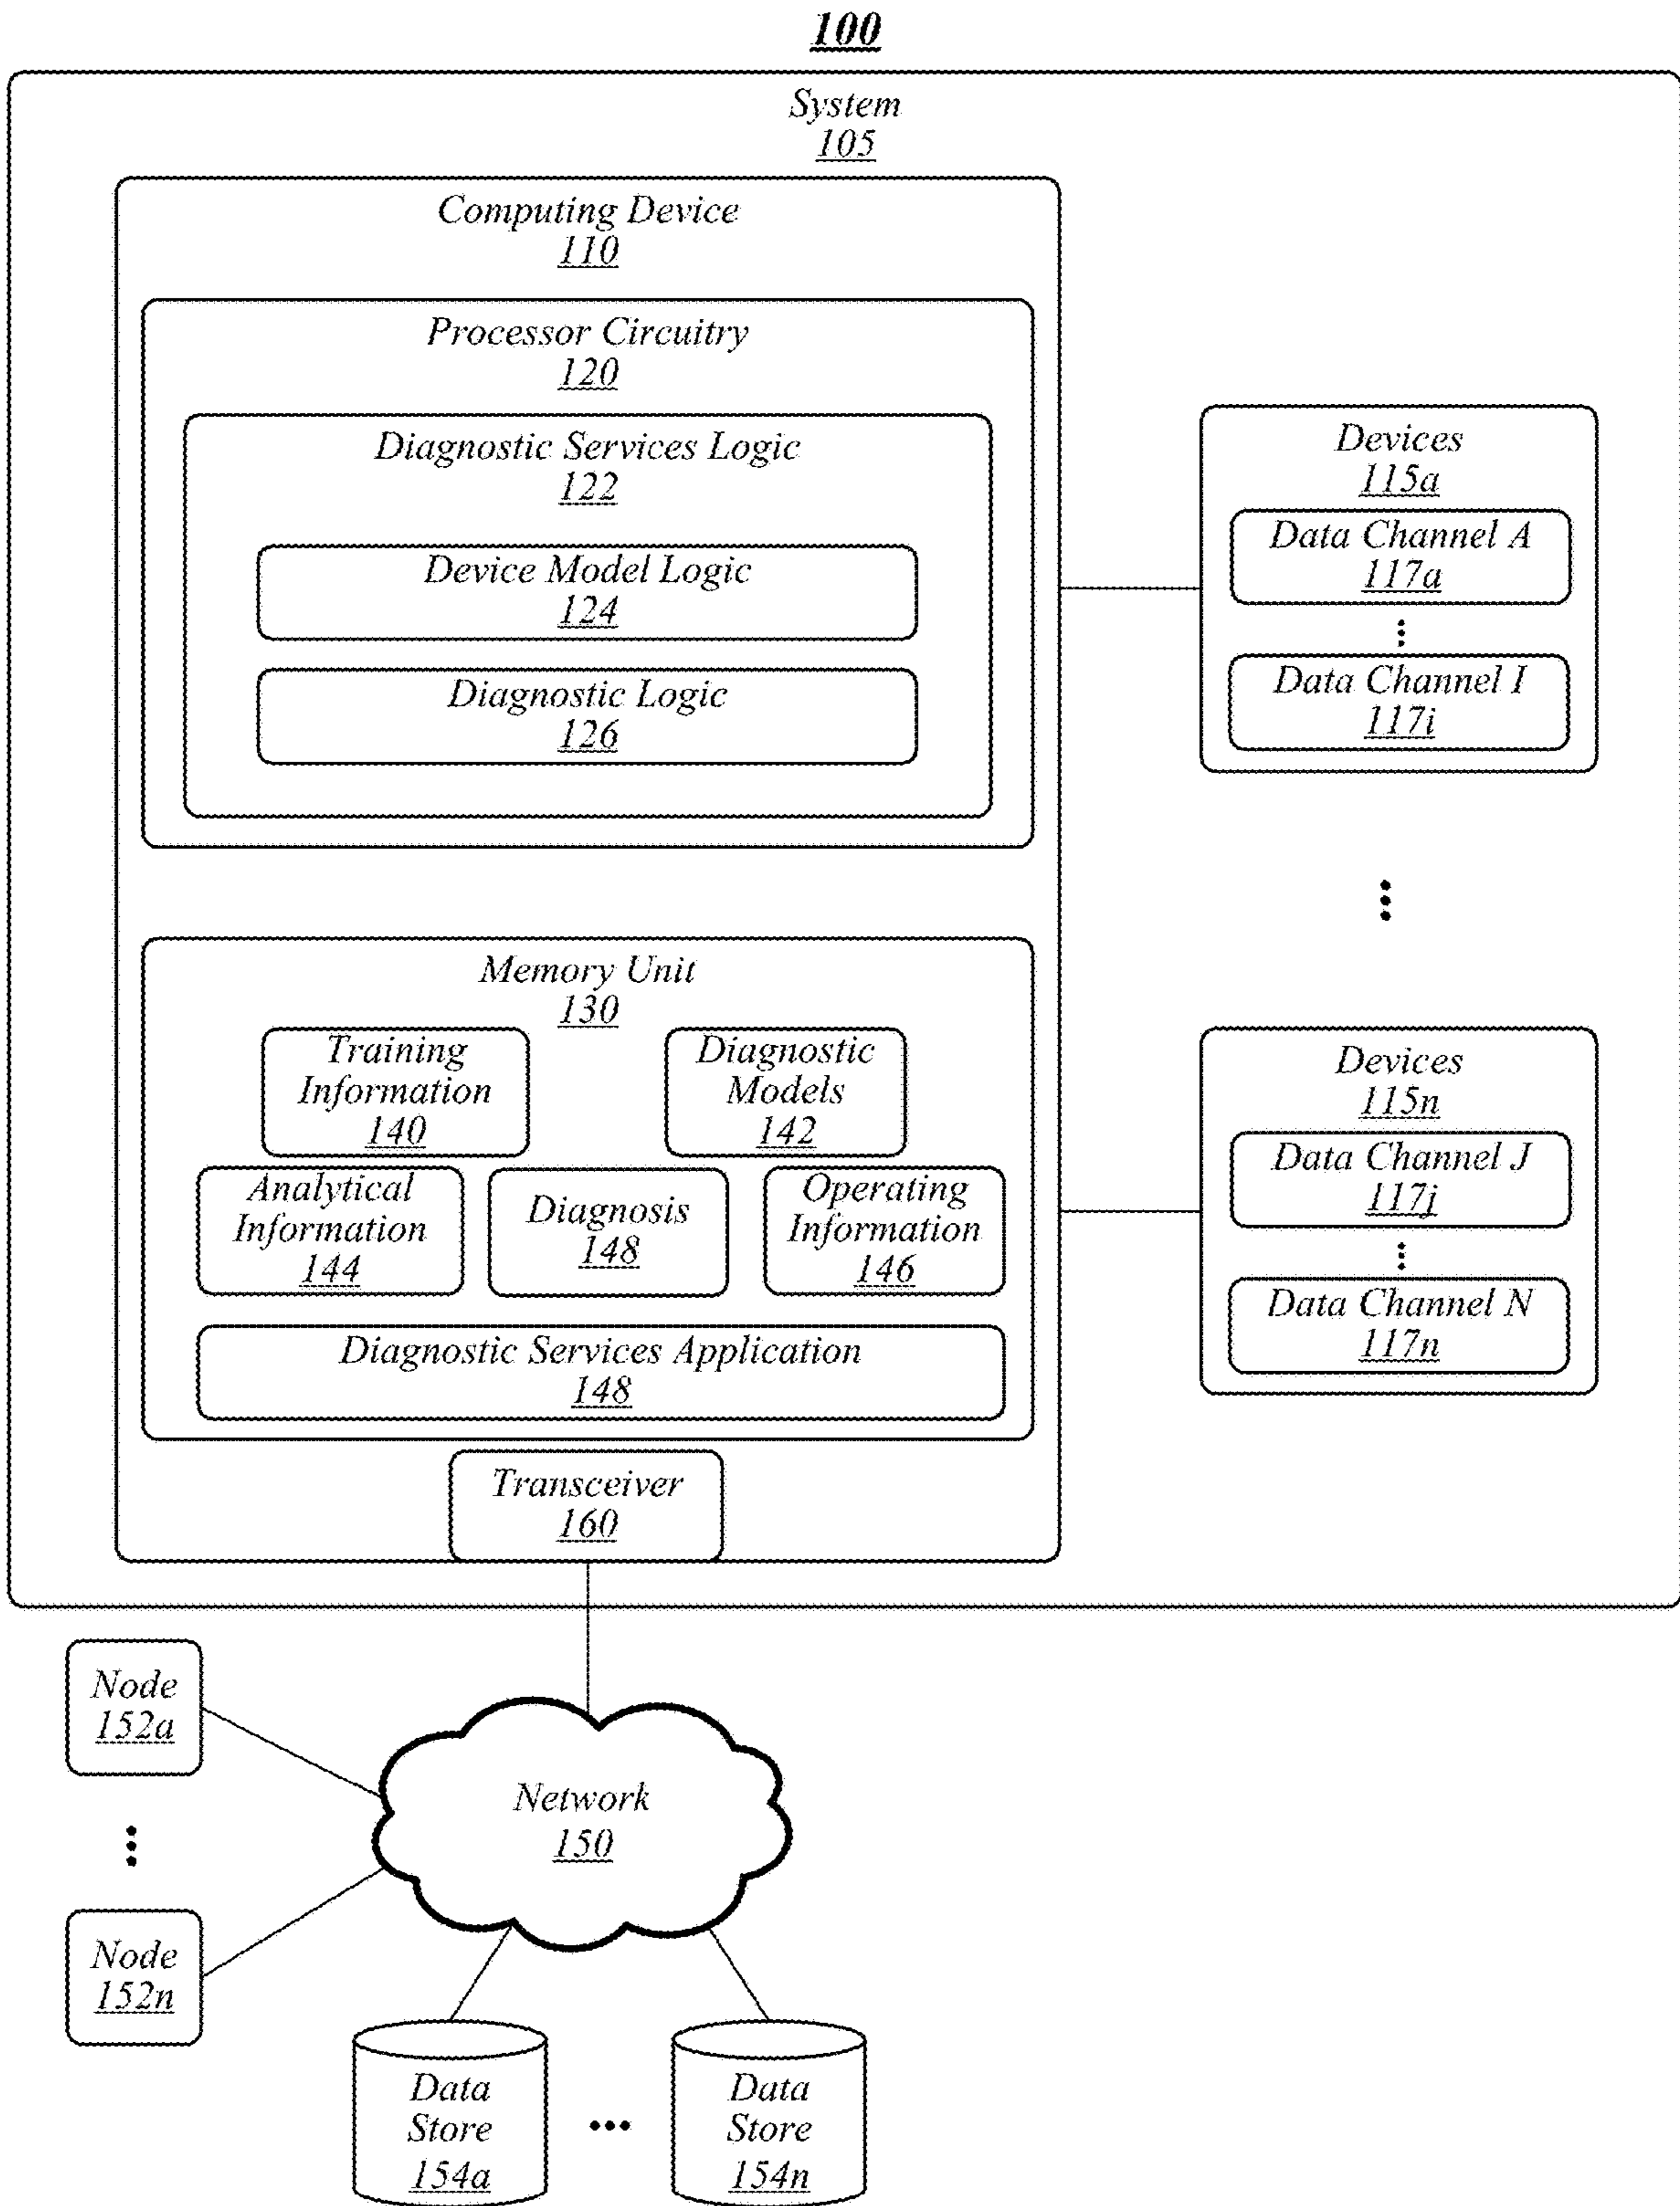 100
System
105
Computing Device
110
Processor Circuitry
120
Diagnostic Services Logic
122
Device Model Logic
124
Diagnostic Logic
126
Memory Unit
130
Training
Information
140
Diagnostic
Models
142
Analytical
Information
144
Diagnosis
148
Operating
Information
146
Diagnostic Services Application
148
Transceiver
160
Devices
115a
Data Channel A
117a
Data Channel I
117i
Devices
115n
Data Channel J
117j
Data Channel N
117n
Node
152a
Node
152n
Network
150
Data
Store
154a
Data
Store
154n